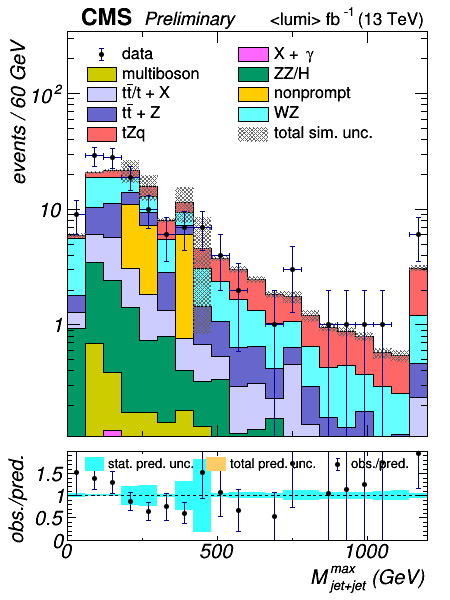 CMS Preliminary <lumi> fb⁻¹ (13 TeV)
events / 60 GeV
data
multiboson
tt̄/t + X
tt̄ + Z
tZq
X + γ
ZZ/H
nonprompt
WZ
total sim. unc.
10²
10
1
obs./pred.
stat. pred. unc. total pred. unc. obs./pred.
1.5
1
0.5
0
0 500 1000
M^max_jet+jet (GeV)